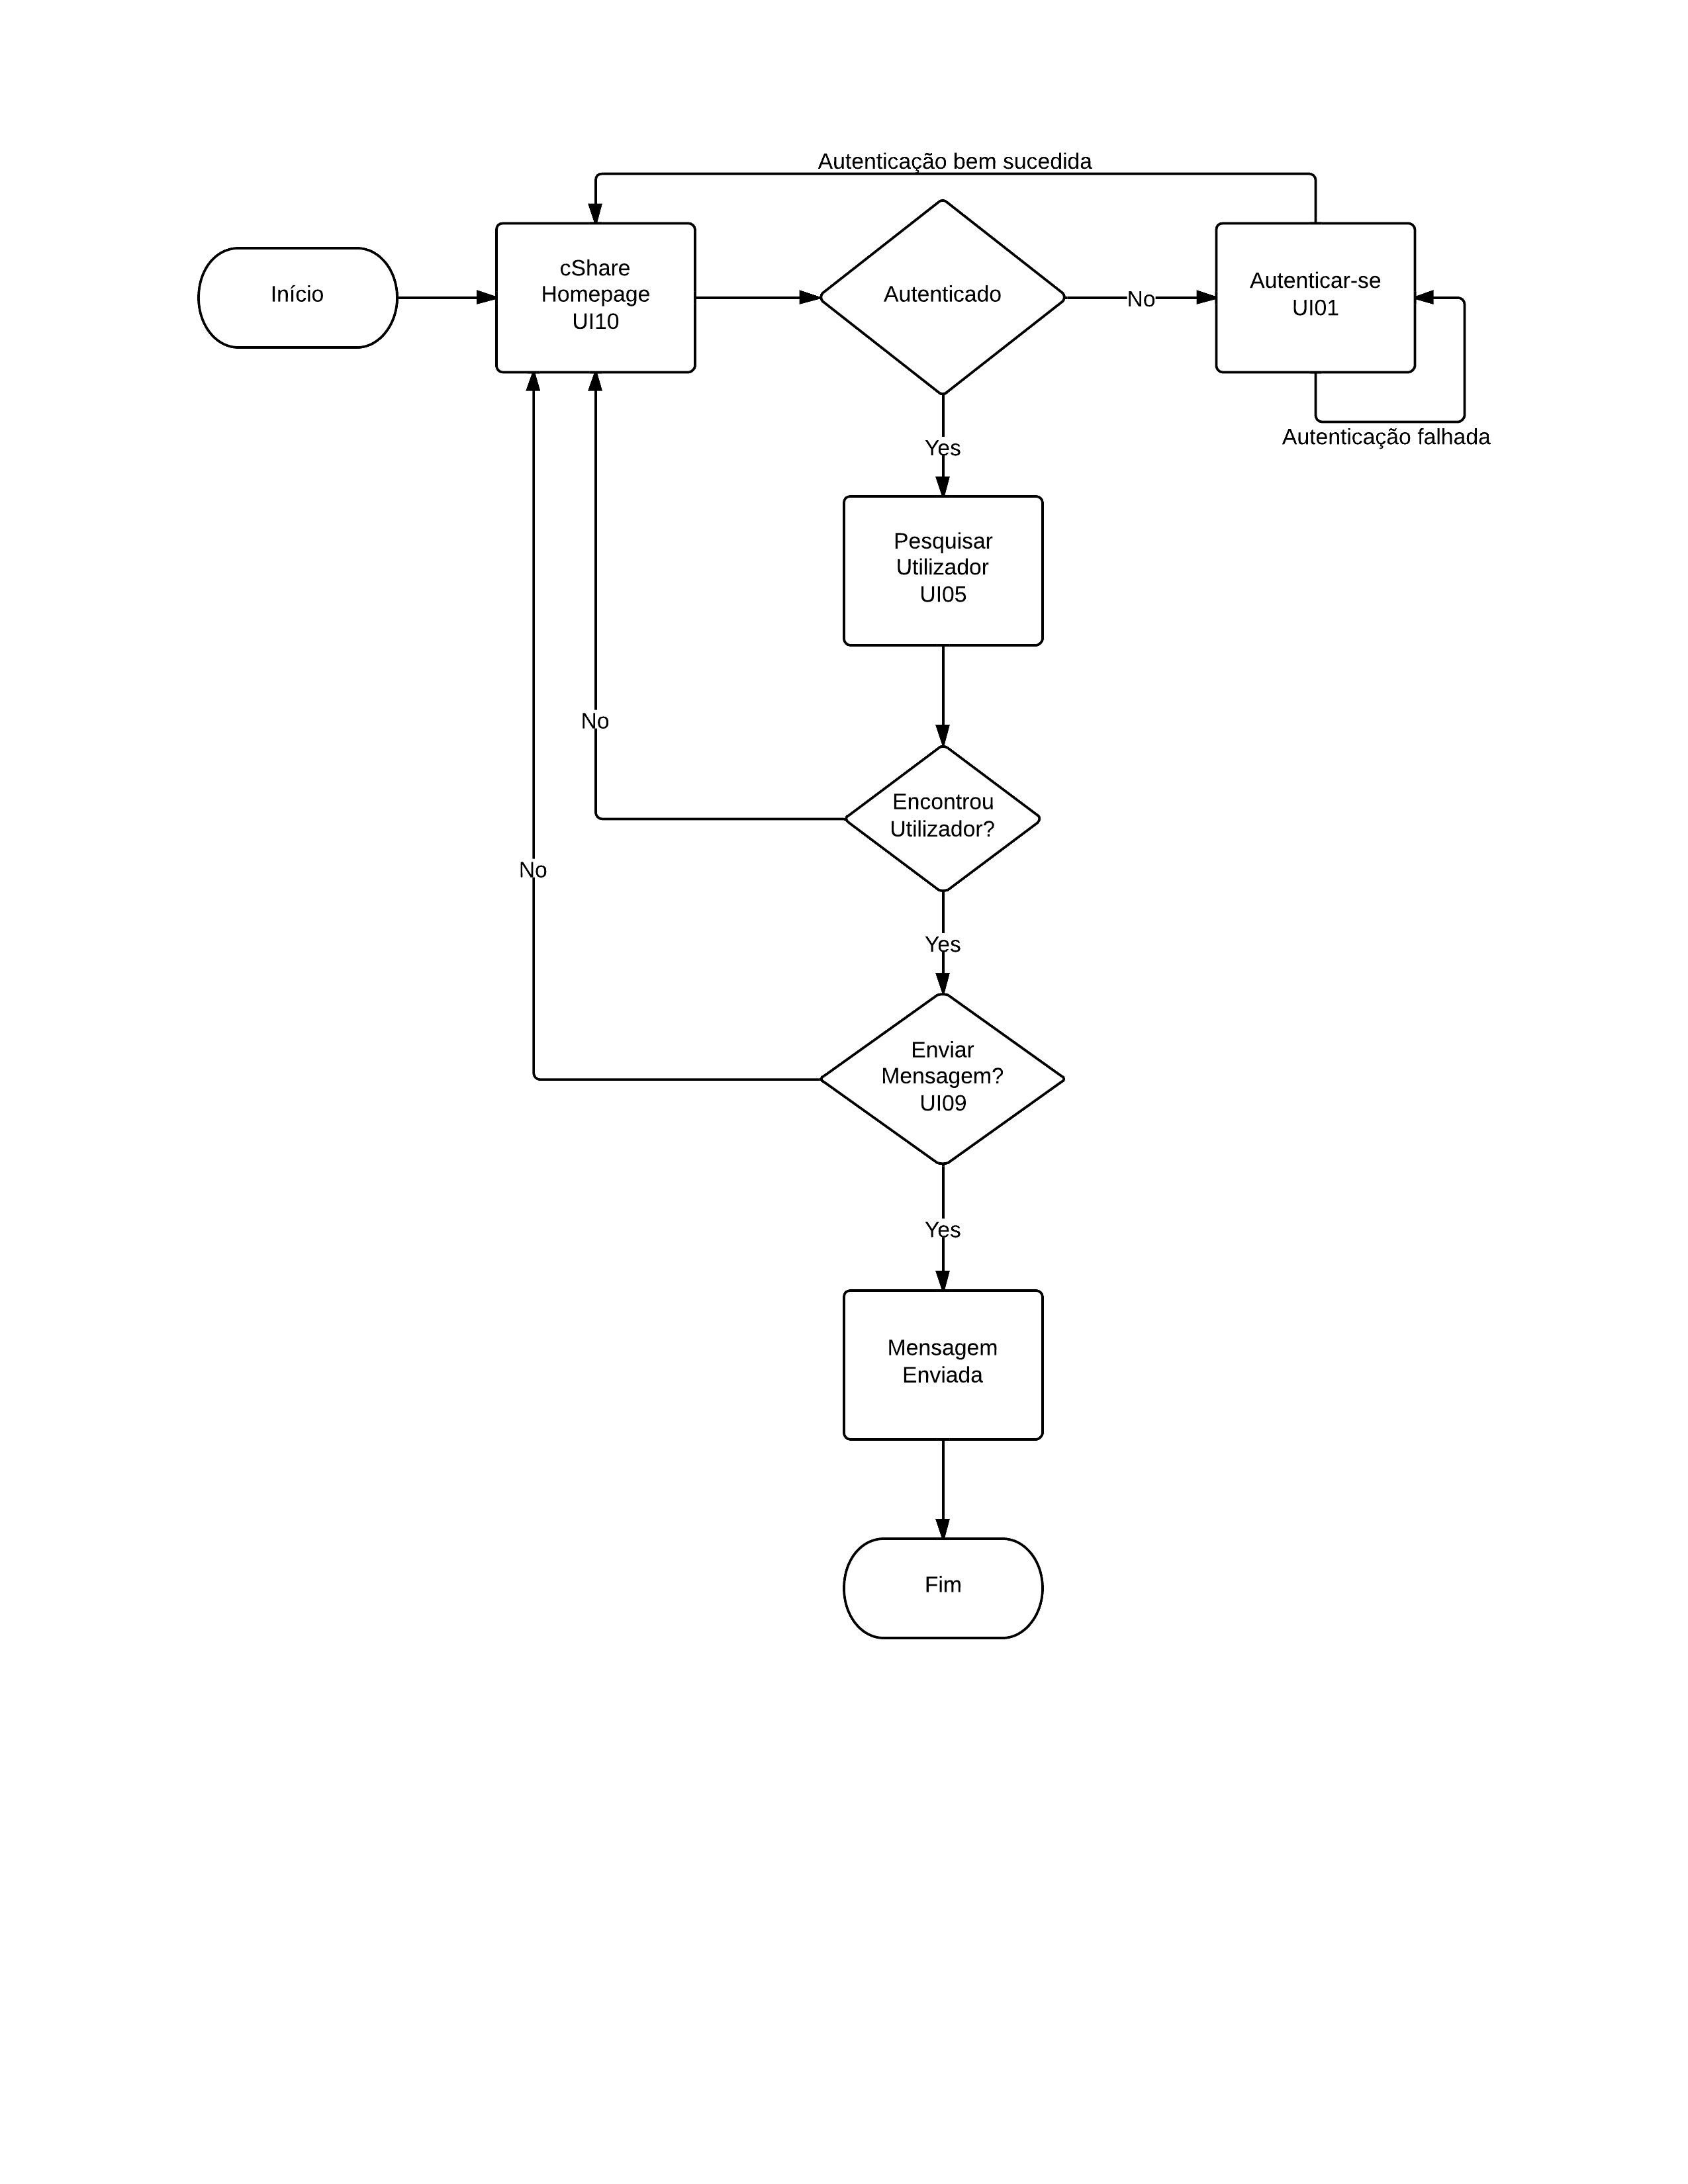 Autenticação bem sucedida
Início
cShare
Homepage
UI10
Autenticado
No
Autenticar-se
UI01
Autenticação falhada
Yes
Pesquisar
Utilizador
UI05
No
Encontrou
Utilizador?
No
Yes
Enviar
Mensagem?
UI09
Yes
Mensagem
Enviada
Fim